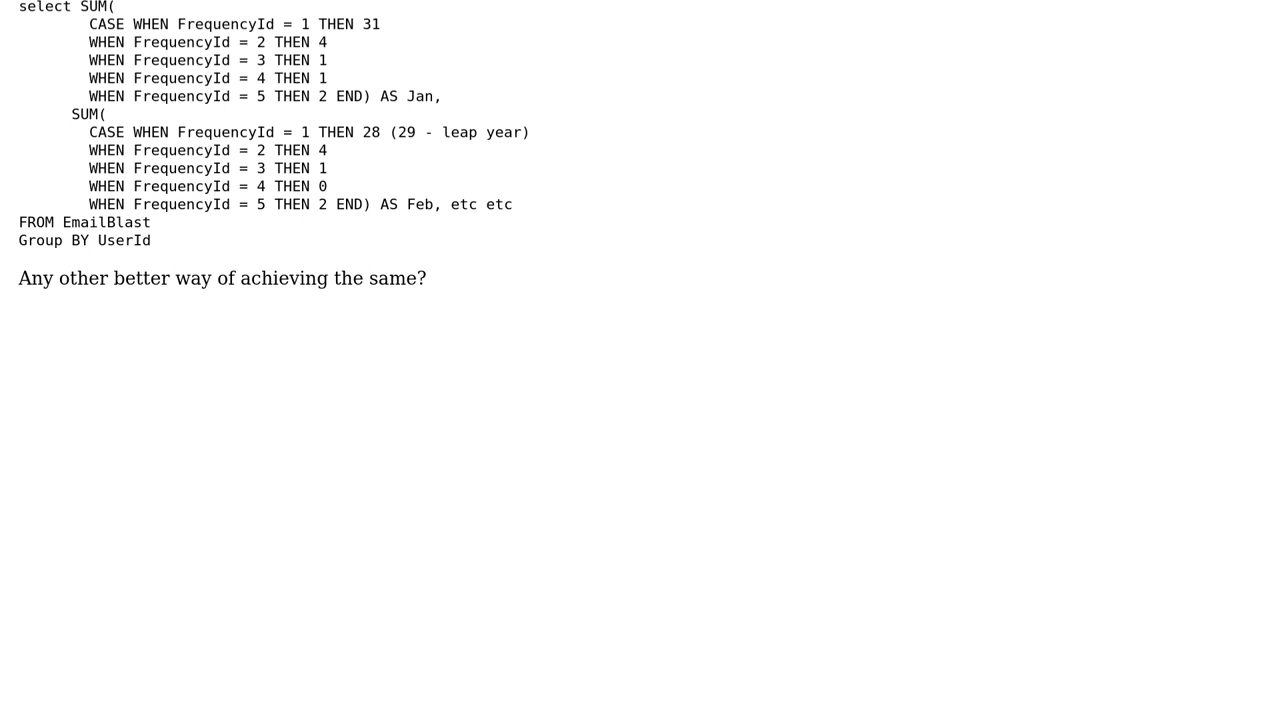 select SUM(
        CASE WHEN FrequencyId = 1 THEN 31
        WHEN FrequencyId = 2 THEN 4
        WHEN FrequencyId = 3 THEN 1
        WHEN FrequencyId = 4 THEN 1
        WHEN FrequencyId = 5 THEN 2 END) AS Jan,
      SUM(
        CASE WHEN FrequencyId = 1 THEN 28 (29 - leap year)
        WHEN FrequencyId = 2 THEN 4
        WHEN FrequencyId = 3 THEN 1
        WHEN FrequencyId = 4 THEN 0
        WHEN FrequencyId = 5 THEN 2 END) AS Feb, etc etc
FROM EmailBlast
Group BY UserId
Any other better way of achieving the same?